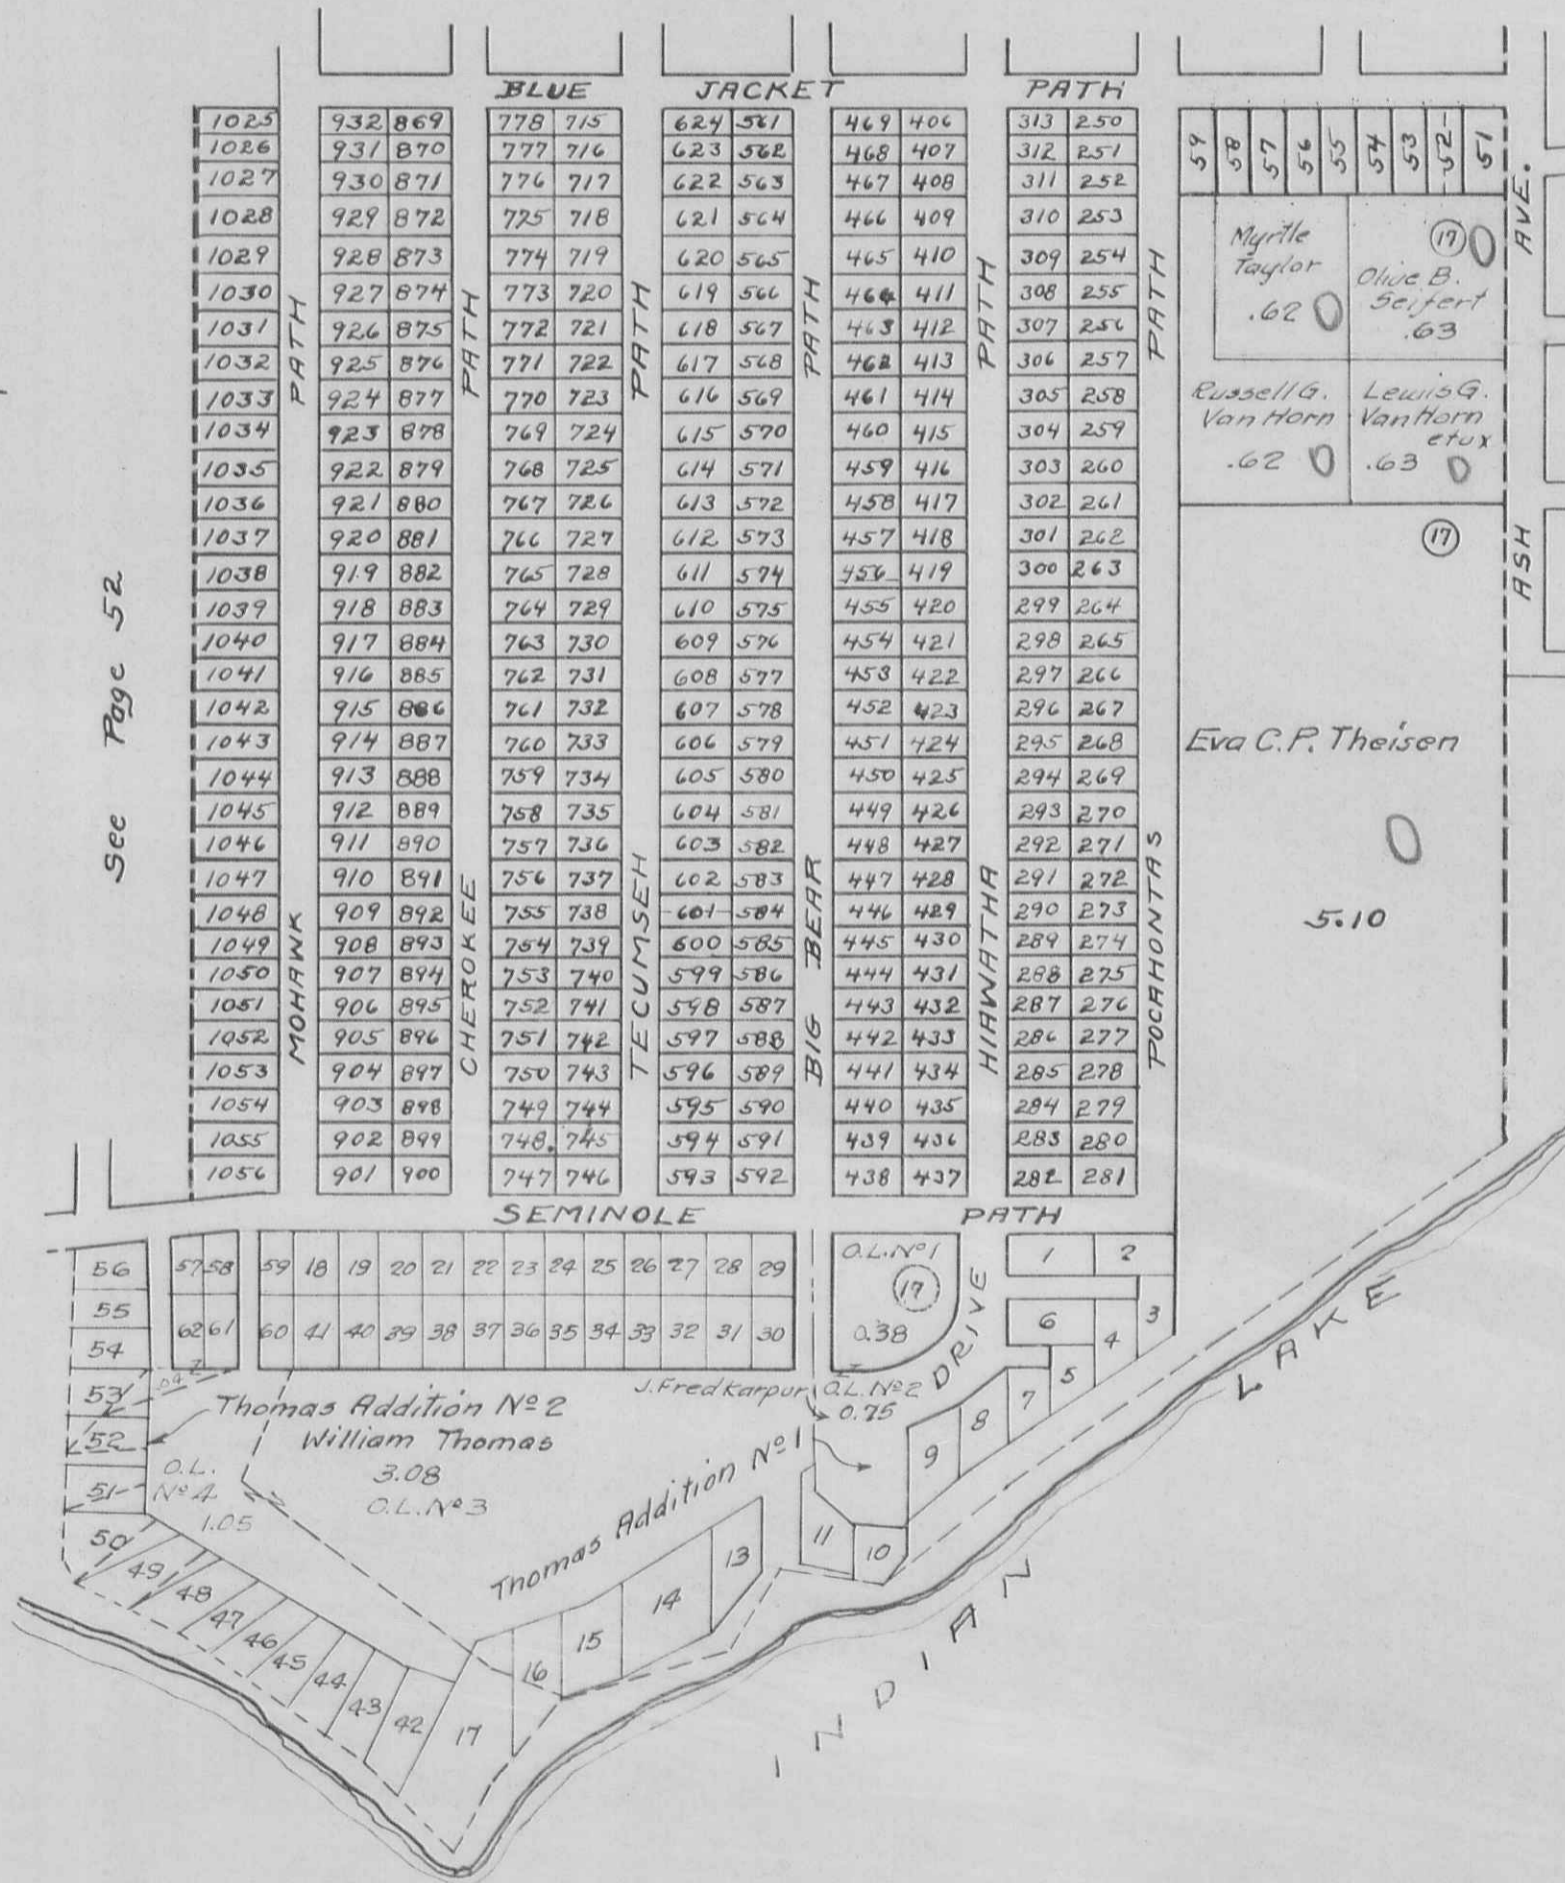 BLUE JACKET PATH
1025 932 869 778 715 624 561 469 406 313 250
1026 931 870 777 716 623 562 468 407 312 251
1027 930 871 776 717 622 563 467 408 311 252
1028 929 872 725 718 621 564 466 409 310 253
1029 928 873 774 719 620 565 465 410 309 254
1030 927 874 773 720 619 566 464 411 308 255
1031 926 875 772 721 618 567 463 412 307 256
1032 925 876 771 722 617 568 462 413 306 257
1033 924 877 770 723 616 569 461 414 305 258
1034 923 878 769 724 615 570 460 415 304 259
1035 922 879 768 725 614 571 459 416 303 260
1036 921 880 767 726 613 572 458 417 302 261
1037 920 881 766 727 612 573 457 418 301 262
1038 919 882 765 728 611 574 456 419 300 263
1039 918 883 764 729 610 575 455 420 299 264
1040 917 884 763 730 609 576 454 421 298 265
1041 916 885 762 731 608 577 453 422 297 266
1042 915 886 761 732 607 578 452 423 296 267
1043 914 887 760 733 606 579 451 424 295 268
1044 913 888 759 734 605 580 450 425 294 269
1045 912 889 758 735 604 581 449 426 293 270
1046 911 890 757 736 603 582 448 427 292 271
1047 910 891 756 737 602 583 447 428 291 272
1048 909 892 755 738 601 584 446 429 290 273
1049 908 893 754 739 600 585 445 430 289 274
1050 907 894 753 740 599 586 444 431 288 275
1051 906 895 752 741 598 587 443 432 287 276
1052 905 896 751 742 597 588 442 433 286 277
1053 904 897 750 743 596 589 441 434 285 278
1054 903 898 749 744 595 590 440 435 284 279
1055 902 899 748. 745 594 591 439 436 283 280
1056 901 900 747 746 593 592 438 437 282 281
See Page 52
MOHAWK PATH
CHEROKEE PATH
TECUMSEH PATH
BIG BEAR PATH
HIAWATHA PATH
POCAHONTAS PATH
59 58 57 56 55 54 53 52 51
ASH AVE.
Myrtle
Taylor
.62 0
17 0
Olive B.
Seifert
.63
Russell G.
Van Horn
.62 0
Lewis G.
Van Horn
etux
.63 0
17
Eva C.P. Theisen
0
5.10
SEMINOLE PATH
56
55
54
53
52
51
50
57 58
62 61
59 18 19 20 21 22 23 24 25 26 27 28 29
60 41 40 39 38 37 36 35 34 33 32 31 30
O.L. Nº 1
17
0.38
DRIVE
1 2
3
6 4
5
7
8
9
10
11
J. Fred Karpur
O.L. Nº 2
0.75
Thomas Addition Nº 2
William Thomas
3.08
O.L. Nº 3
O.L.
Nº 4
1.05
Thomas Addition Nº 1
13
14
15
16
17
49
48
47
46
45
44
43
42
INDIAN LAKE